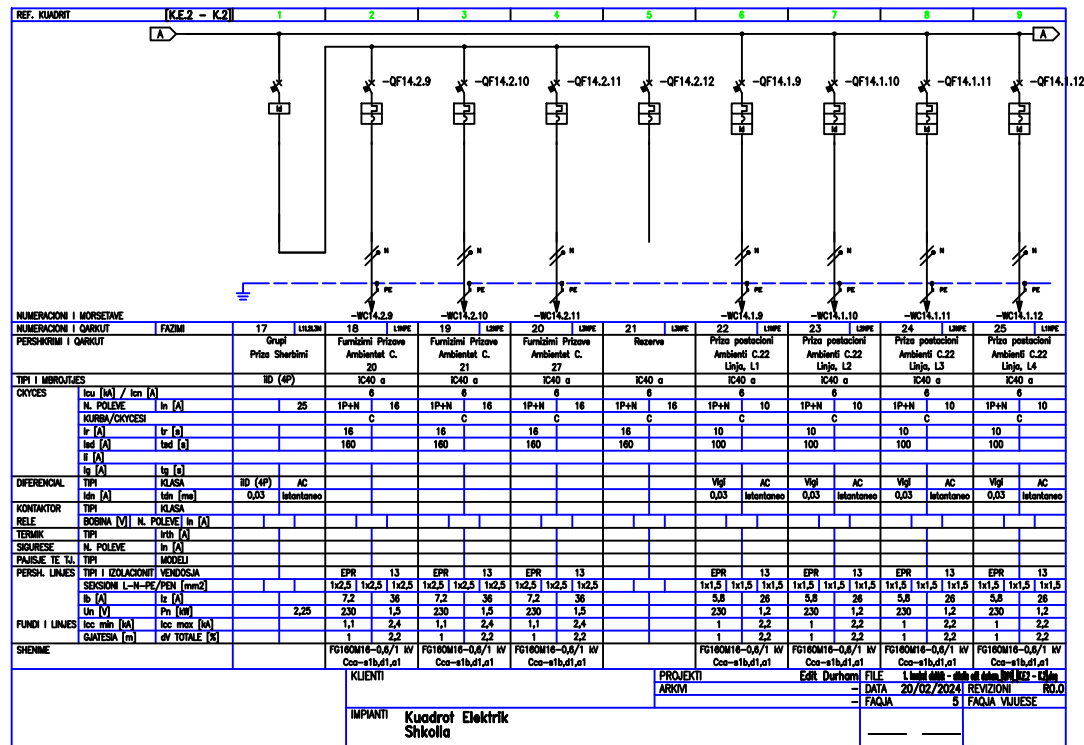 REF. KUADRIT [K.E.2 - K.2] 1 2 3 4 5 6 7 8 9
A A
-QF14.2.9 -QF14.2.10 -QF14.2.11 -QF14.2.12 -QF14.1.9 -QF14.1.10 -QF14.1.11 -QF14.1.12
Id Id Id Id Id
N N N N N N N
PE PE PE PE PE PE PE
NUMERACIONI I MORSETAVE -WC14.2.9 -WC14.2.10 -WC14.2.11 -WC14.1.9 -WC14.1.10 -WC14.1.11 -WC14.1.12
NUMERACIONI I QARKUT FAZIMI 17 L1L2L3N 18 L1NPE 19 L2NPE 20 L3NPE 21 L3NPE 22 L1NPE 23 L2NPE 24 L3NPE 25 L1NPE
PERSHKRIMI I QARKUT Grupi Furnizimi Prizave Furnizimi Prizave Furnizimi Prizave Rezerve Priza postacioni Priza postacioni Priza postacioni Priza postacioni
Priza Sherbimi Ambientet C. Ambientet C. Ambientet C. Ambienti C.22 Ambienti C.22 Ambienti C.22 Ambienti C.22
20 21 27 Linja, L1 Linja, L2 Linja, L3 Linja, L4
TIPI I MBROJTJES iID (4P) iC40 a iC40 a iC40 a iC40 a iC40 a iC40 a iC40 a iC40 a
CKYCES Icu [kA] / Icn [A] 6 6 6 6 6 6 6
N. POLEVE In [A] 25 1P+N 16 1P+N 16 1P+N 16 1P+N 16 1P+N 10 1P+N 10 1P+N 10 1P+N 10
KURBA/CKYCESI C C C C C C C
Ir [A] tr [s] 16 16 16 16 10 10 10 10
Isd [A] tsd [s] 160 160 160 160 100 100 100 100
Ii [A]
Ig [A] tg [s]
DIFERENCIAL TIPI KLASA iID (4P) AC Vigi AC Vigi AC Vigi AC Vigi AC
Idn [A] tdn [ms] 0,03 Istantaneo 0,03 Istantaneo 0,03 Istantaneo 0,03 Istantaneo 0,03 Istantaneo
KONTAKTOR TIPI KLASA
RELE BOBINA [V] N. POLEVE In [A]
TERMIK TIPI Irth [A]
SIGURESE N. POLEVE In [A]
PAJISJE TE TJ. TIPI MODELI
PERSH. LINJES TIPI I IZOLACIONIT VENDOSJA EPR 13 EPR 13 EPR 13 EPR 13 EPR 13 EPR 13 EPR 13
SEKSIONI L-N-PE/PEN [mm2] 1x2,5 1x2,5 1x2,5 1x2,5 1x2,5 1x2,5 1x2,5 1x2,5 1x2,5 1x1,5 1x1,5 1x1,5 1x1,5 1x1,5 1x1,5 1x1,5 1x1,5 1x1,5 1x1,5 1x1,5 1x1,5
Ib [A] Iz [A] 7,2 36 7,2 36 7,2 36 5,8 26 5,8 26 5,8 26 5,8 26
Un [V] Pn [kW] 2,25 230 1,5 230 1,5 230 1,5 230 1,2 230 1,2 230 1,2 230 1,2
FUNDI I LINJES Icc min [kA] Icc max [kA] 1,1 2,4 1,1 2,4 1,1 2,4 1 2,2 1 2,2 1 2,2 1 2,2
GJATESIA [m] dV TOTALE [%] 1 2,2 1 2,2 1 2,2 1 2,2 1 2,2 1 2,2 1 2,2
SHENIME FG16OM16-0,6/1 kV FG16OM16-0,6/1 kV FG16OM16-0,6/1 kV FG16OM16-0,6/1 kV FG16OM16-0,6/1 kV FG16OM16-0,6/1 kV FG16OM16-0,6/1 kV
Cca-s1b,d1,a1 Cca-s1b,d1,a1 Cca-s1b,d1,a1 Cca-s1b,d1,a1 Cca-s1b,d1,a1 Cca-s1b,d1,a1 Cca-s1b,d1,a1
KLIENTI PROJEKTI Edit Durham FILE
ARKIVI - DATA 20/02/2024 REVIZIONI R0.0
- FAQJA 5 FAQJA VIJUESE
IMPIANTI Kuadrot Elektrik
Shkolla